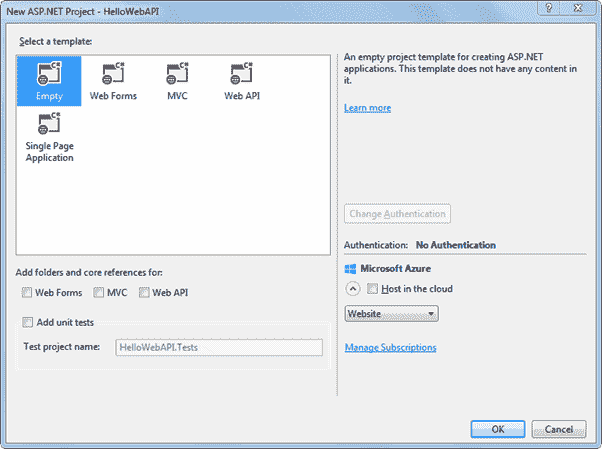 New ASP.NET Project - HelloWebAPI
Select a template:
C#
C#
C#
C#
Empty
Web Forms
MVC
Web API
C#
Single Page
Application
An empty project template for creating ASP.NET
applications. This template does not have any content in
it.
Learn more
Change Authentication
Authentication: No Authentication
Microsoft Azure
Host in the cloud
Website
Manage Subscriptions
Add folders and core references for:
Web Forms MVC Web API
Add unit tests
Test project name: HelloWebAPI.Tests
OK Cancel